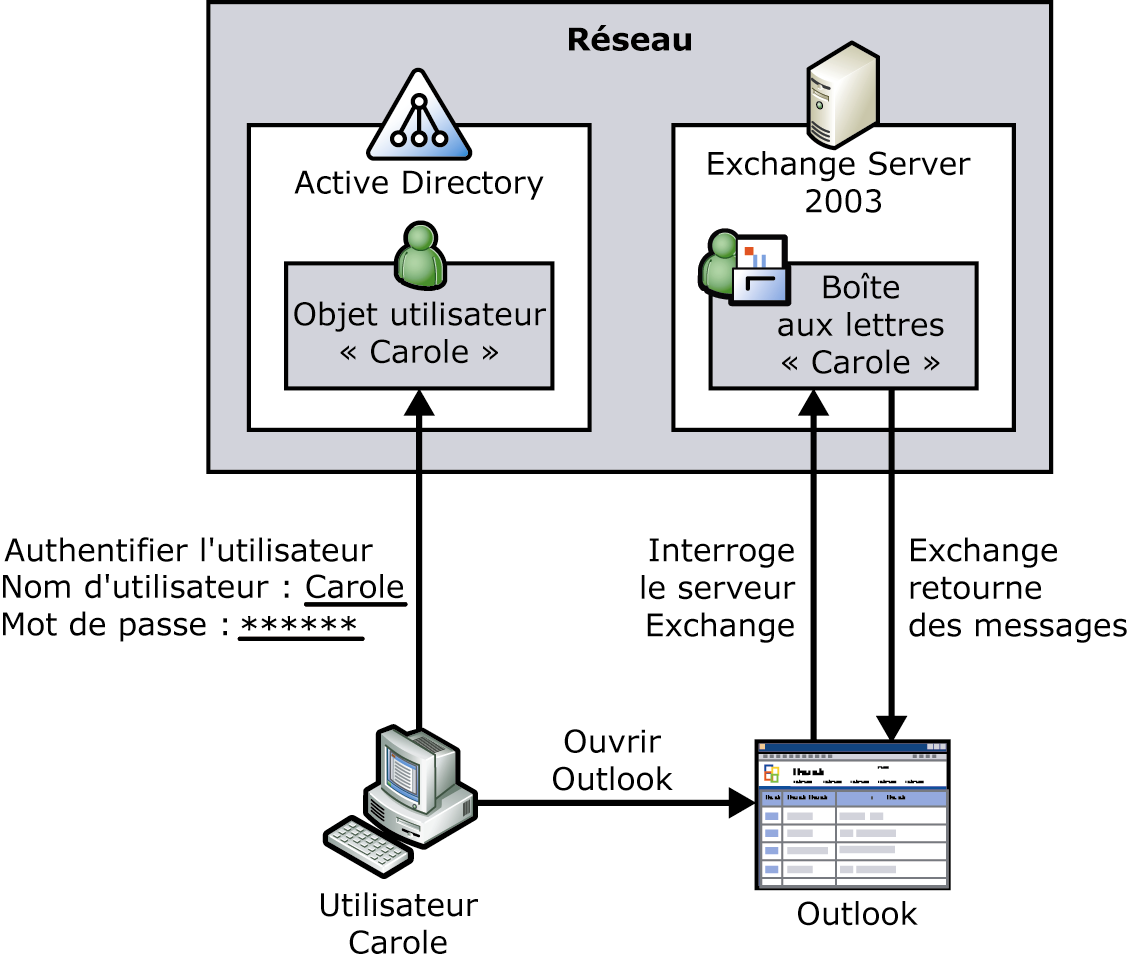 Réseau
Active Directory
Exchange Server
2003
Objet utilisateur
« Carole »
Boîte
aux lettres
« Carole »
Authentifier l'utilisateur
Nom d'utilisateur : Carole
Mot de passe : ******
Interroge
le serveur
Exchange
Exchange
retourne
des messages
Ouvrir
Outlook
Utilisateur
Carole
Outlook